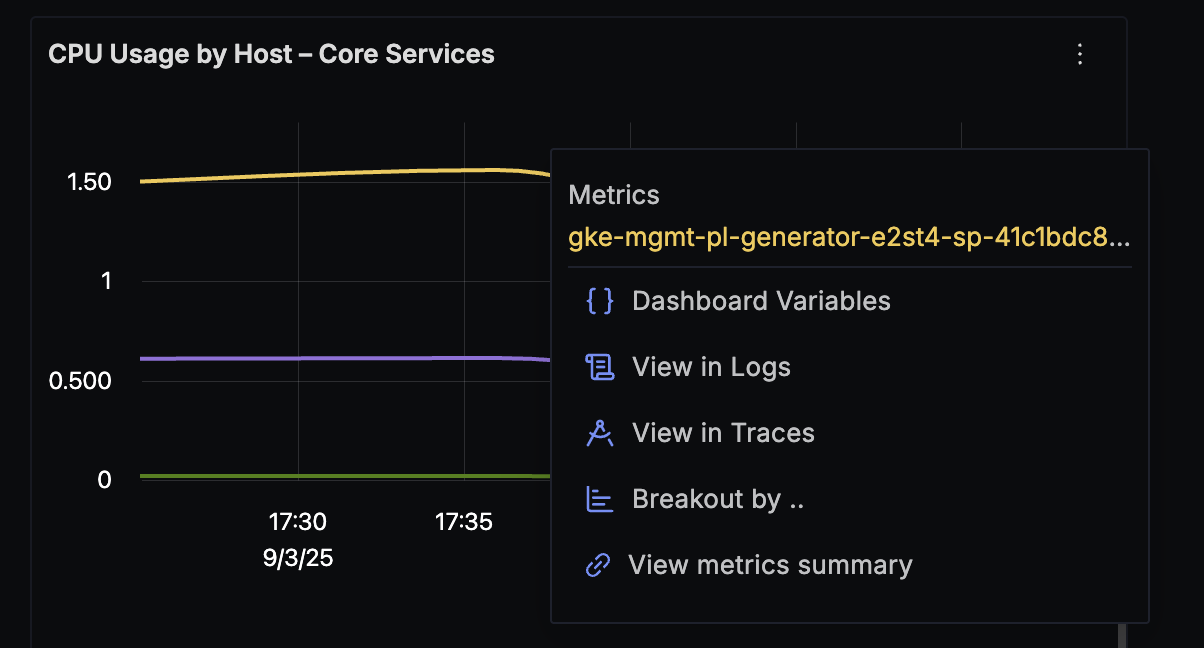 CPU Usage by Host – Core Services
1.50
1
0.500
0
17:30
17:35
9/3/25
Metrics
gke-mgmt-pl-generator-e2st4-sp-41c1bdc8...
Dashboard Variables
View in Logs
View in Traces
Breakout by ..
View metrics summary